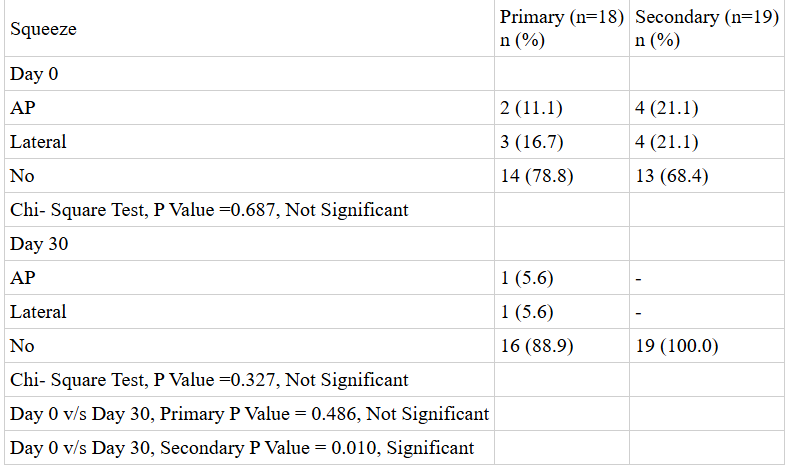 Squeeze Primary (n=18) Secondary (n=19)
n (%) n (%)
Day 0
AP 2 (11.1) 4 (21.1)
Lateral 3 (16.7) 4 (21.1)
No 14 (78.8) 13 (68.4)
Chi- Square Test, P Value =0.687, Not Significant
Day 30
AP 1 (5.6) -
Lateral 1 (5.6) -
No 16 (88.9) 19 (100.0)
Chi- Square Test, P Value =0.327, Not Significant
Day 0 v/s Day 30, Primary P Value = 0.486, Not Significant
Day 0 v/s Day 30, Secondary P Value = 0.010, Significant